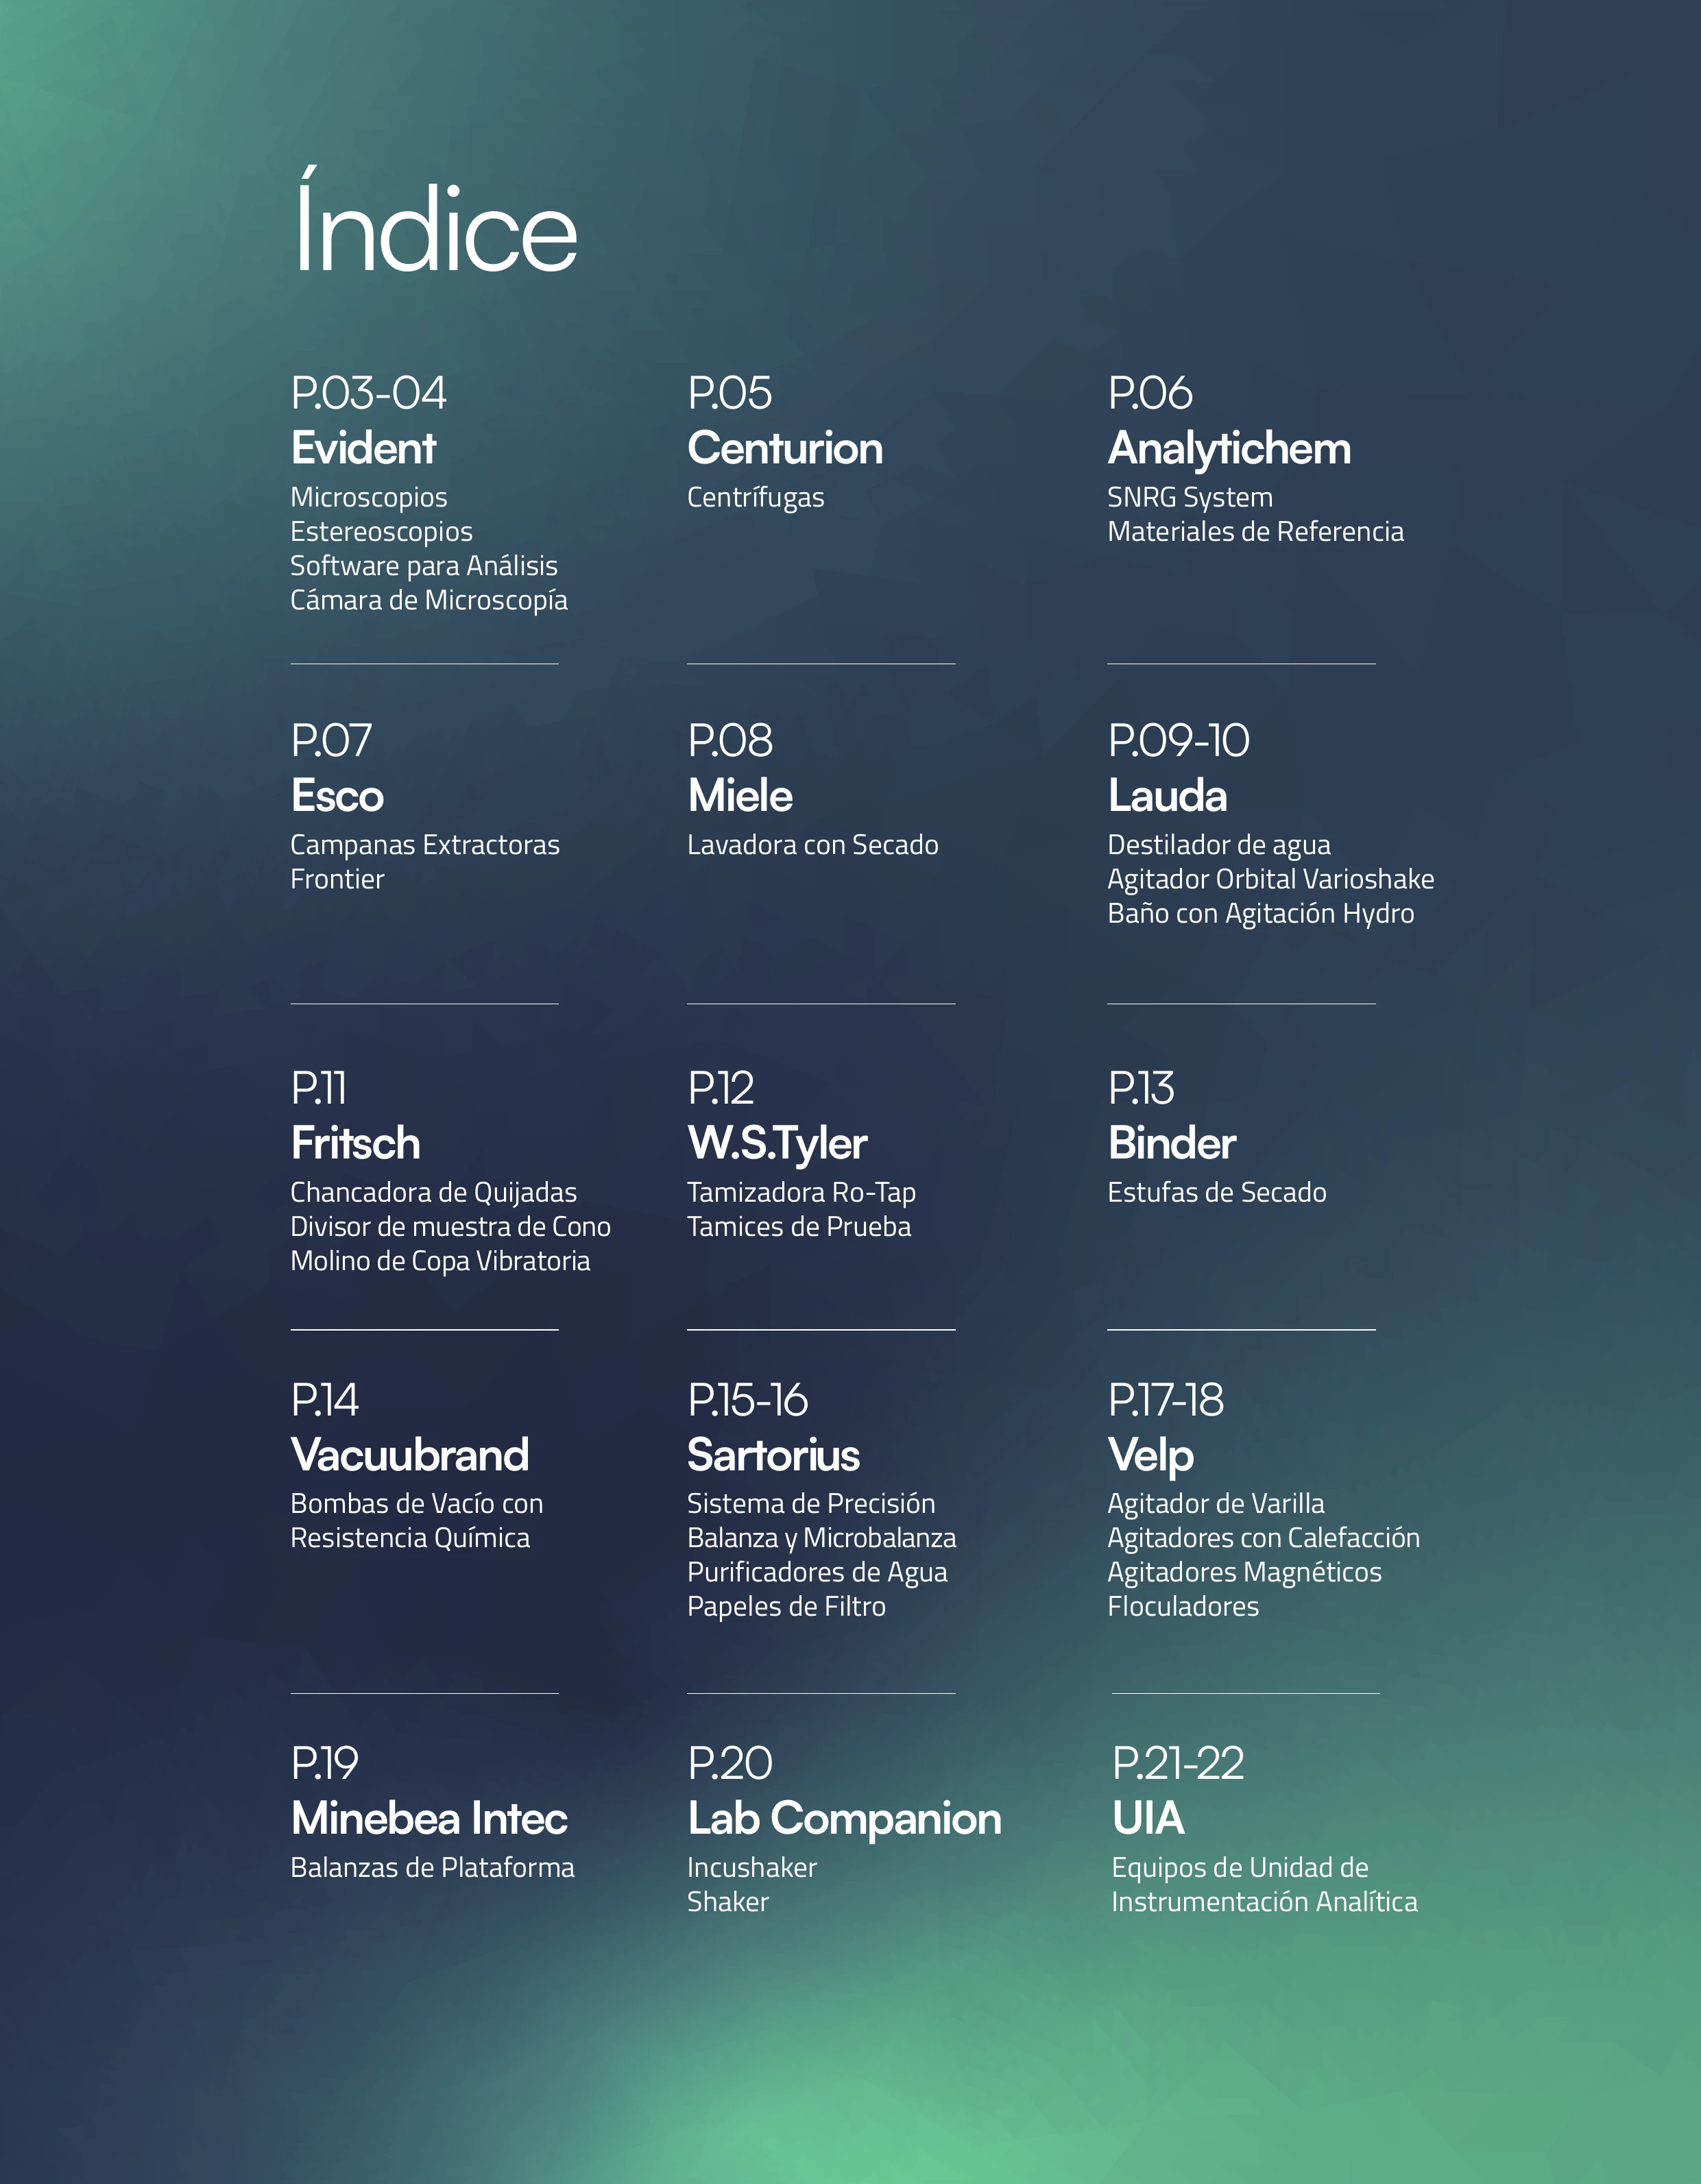 Índice
P.03-04
Evident
Microscopios
Estereoscopios
Software para Análisis
Cámara de Microscopía
P.05
Centurion
Centrífugas
P.06
Analytichem
SNRG System
Materiales de Referencia
P.07
Esco
Campanas Extractoras
Frontier
P.08
Miele
Lavadora con Secado
P.09-10
Lauda
Destilador de agua
Agitador Orbital Varioshake
Baño con Agitación Hydro
P.11
Fritsch
Chancadora de Quijadas
Divisor de muestra de Cono
Molino de Copa Vibratoria
P.12
W.S.Tyler
Tamizadora Ro-Tap
Tamices de Prueba
P.13
Binder
Estufas de Secado
P.14
Vacuubrand
Bombas de Vacío con
Resistencia Química
P.15-16
Sartorius
Sistema de Precisión
Balanza y Microbalanza
Purificadores de Agua
Papeles de Filtro
P.17-18
Velp
Agitador de Varilla
Agitadores con Calefacción
Agitadores Magnéticos
Floculadores
P.19
Minebea Intec
Balanzas de Plataforma
P.20
Lab Companion
Incushaker
Shaker
P.21-22
UIA
Equipos de Unidad de
Instrumentación Analítica